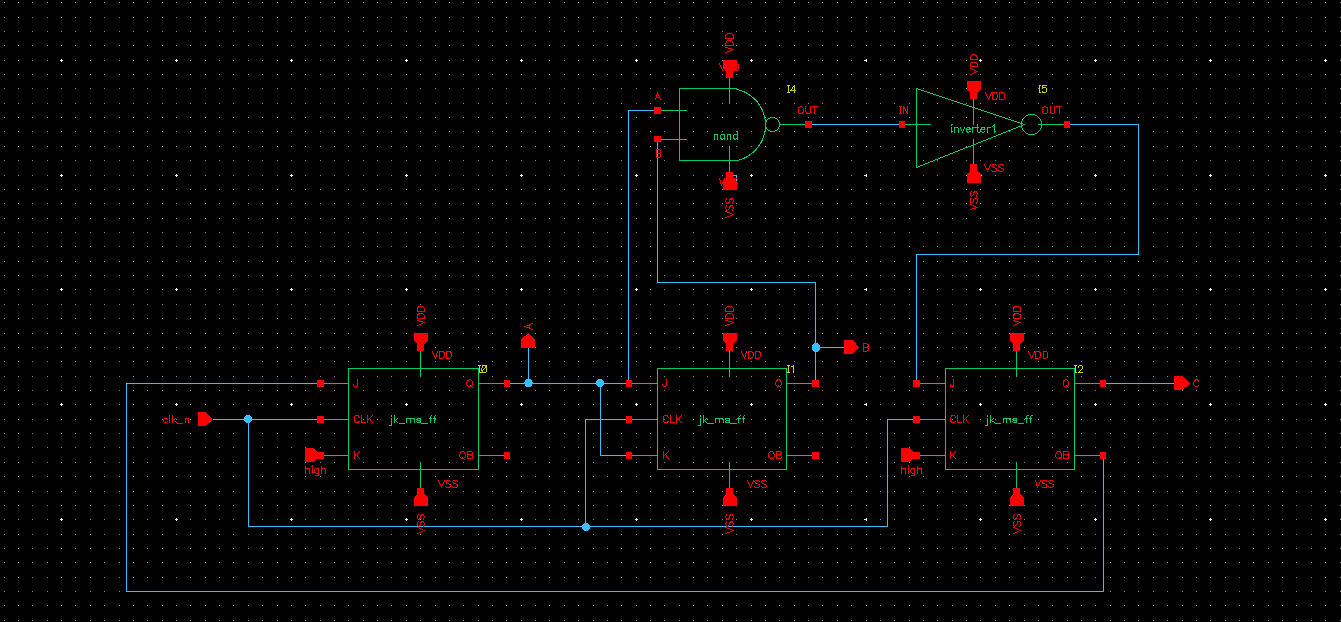 VDD
I4
A
OUT
nand
B
VSS
VDD
VDD
I5
IN
OUT
inverter1
VSS
VSS
VDD
VDD
A
I0
J
Q
clk_m
CLK
jk_ms_ff
high
K
QB
VSS
VSS
VDD
VDD
B
I1
J
Q
CLK
jk_ms_ff
K
QB
VSS
VSS
VDD
VDD
I2
J
Q
C
CLK
jk_ms_ff
high
K
QB
VSS
VSS